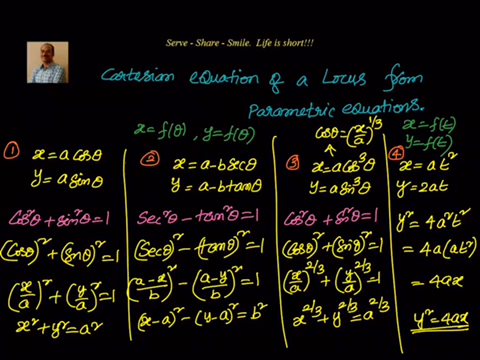 Serve - Share - Smile. Life is short!!!
Cartesian equation of a Locus from
Parametric equations.
x = f(θ) , y = f(θ)
①
x = a cosθ
y = a sinθ
cos²θ + sin²θ = 1
(cosθ)² + (sinθ)² = 1
(x/a)² + (y/a)² = 1
x² + y² = a²
②
x = a - b secθ
y = a - b tanθ
sec²θ - tan²θ = 1
(secθ)² - (tanθ)² = 1
(a-x/b)² - (a-y/b)² = 1
(x-a)² - (y-a)² = b²
③
cosθ = (x/a)^1/3
x = a cos³θ
y = a sin³θ
cos²θ + sin²θ = 1
(cosθ)² + (sinθ)² = 1
(x/a)^2/3 + (y/a)^2/3 = 1
x^2/3 + y^2/3 = a^2/3
④
x = f(t)
y = f(t)
x = at²
y = 2at
y² = 4a²t²
= 4a(at²)
= 4ax
y² = 4ax